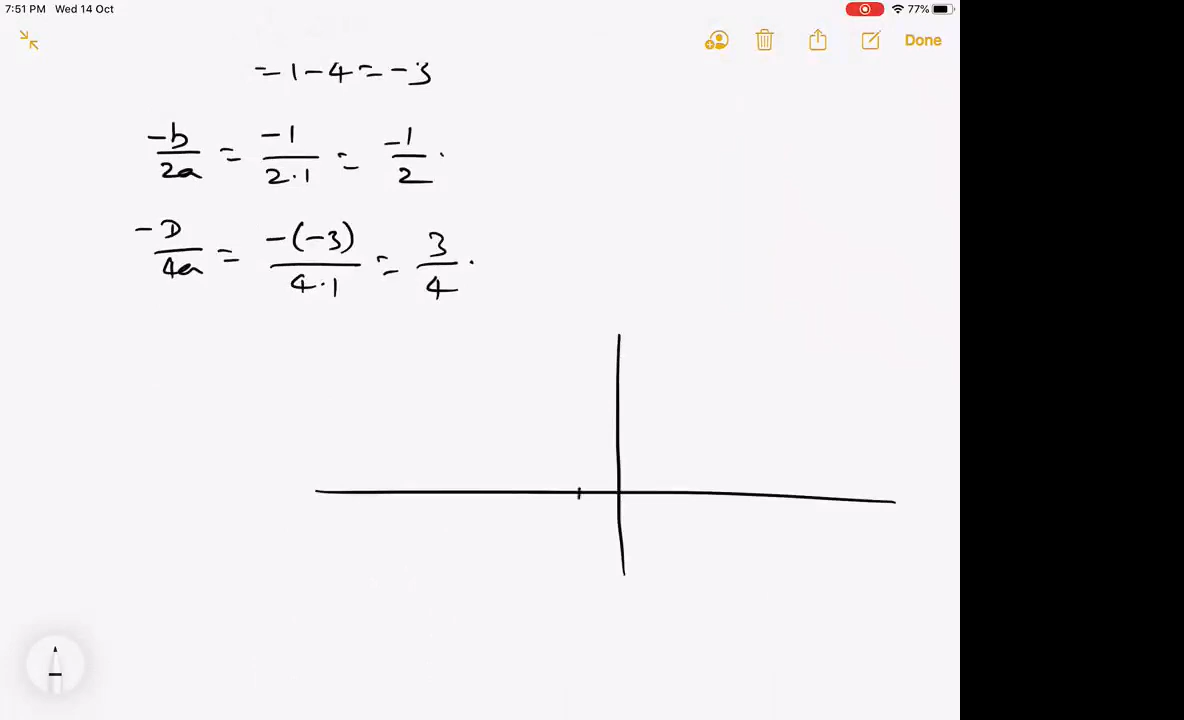 7:51 PM Wed 14 Oct 77%
Done
= 1 - 4 = -3
-b/2a = -1/2·1 = -1/2 .
-D/4a = -(-3)/4·1 = 3/4 .